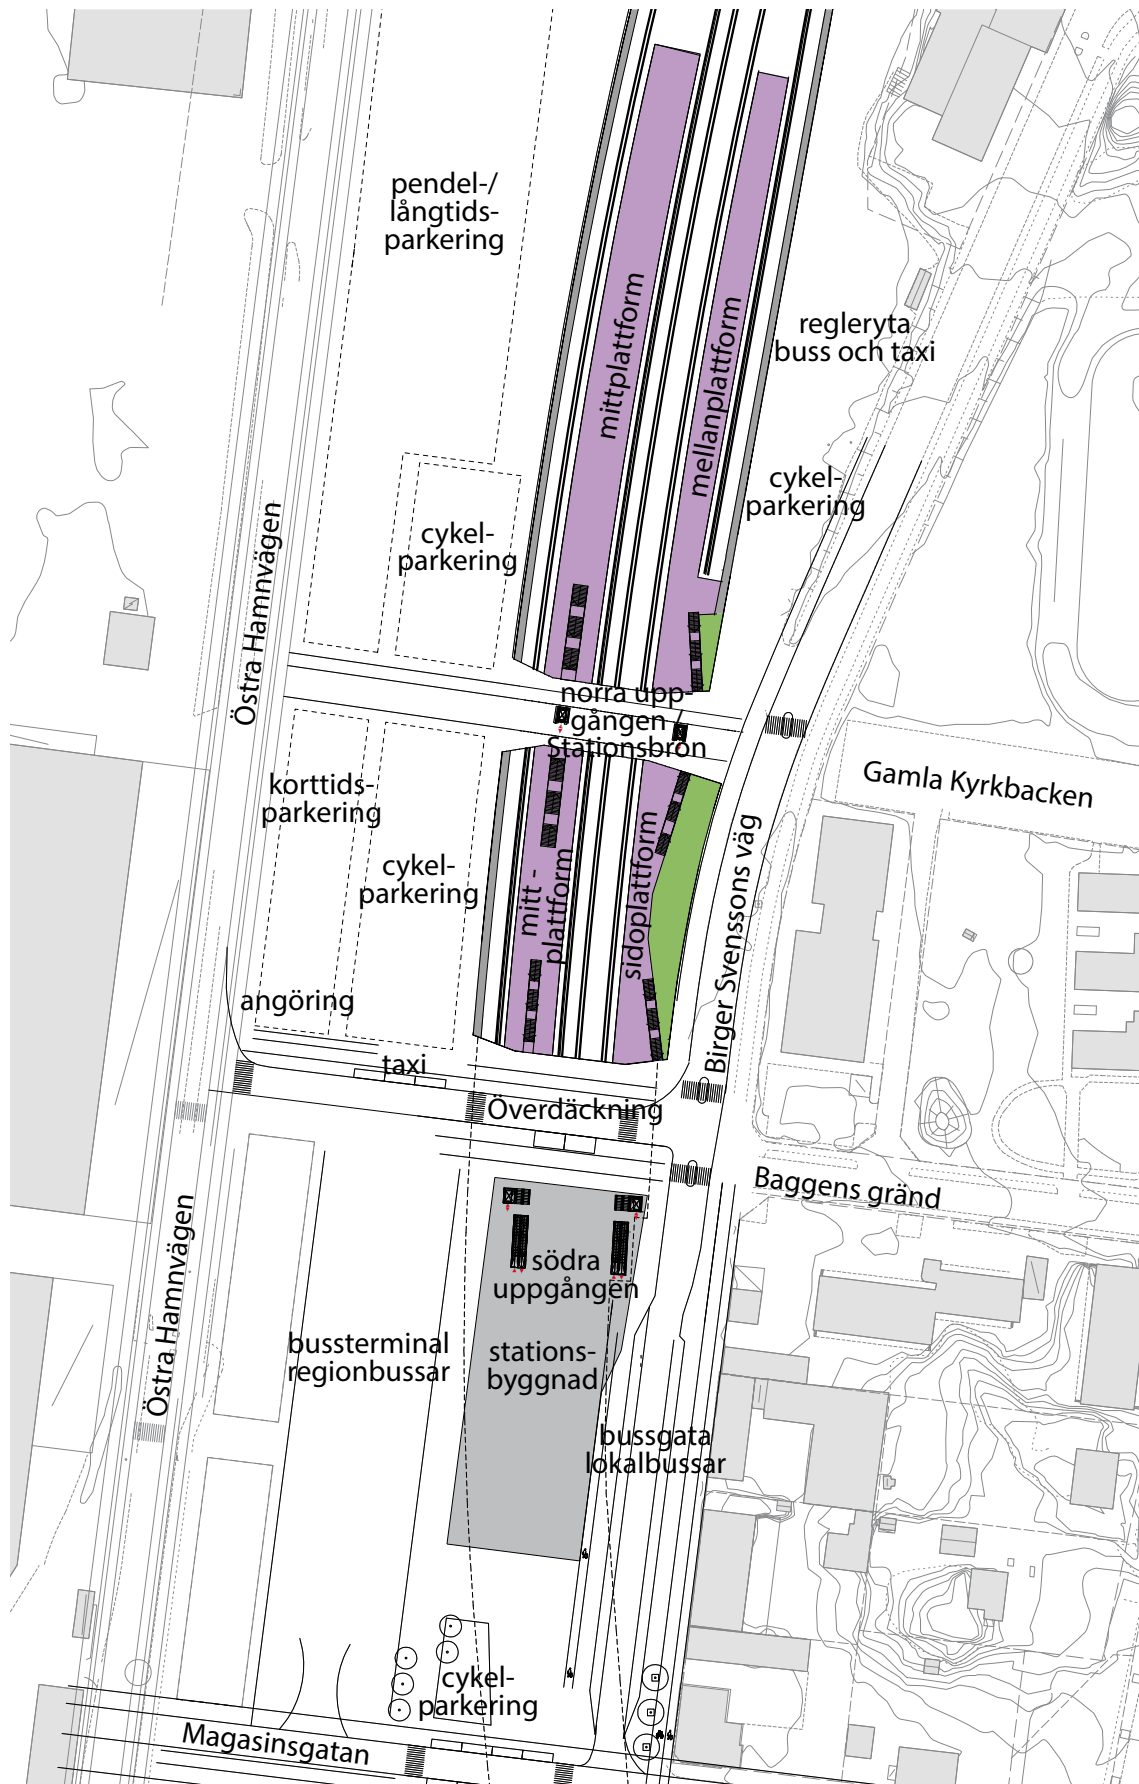 pendel-/
långtids-
parkering
mittplattform
mellanplattform
regleryta
buss och taxi
cykel-
parkering
cykel-
parkering
Östra Hamnvägen
norra upp-
gången /
Stationsbron
korttids-
parkering
cykel-
parkering
mitt -
plattform
sidoplattform
Gamla Kyrkbacken
Birger Svenssons väg
angöring
taxi
Överdäckning
Baggens gränd
södra
uppgången
Östra Hamnvägen
bussterminal
regionbussar
stations-
byggnad
bussgata
lokalbussar
cykel-
parkering
Magasinsgatan